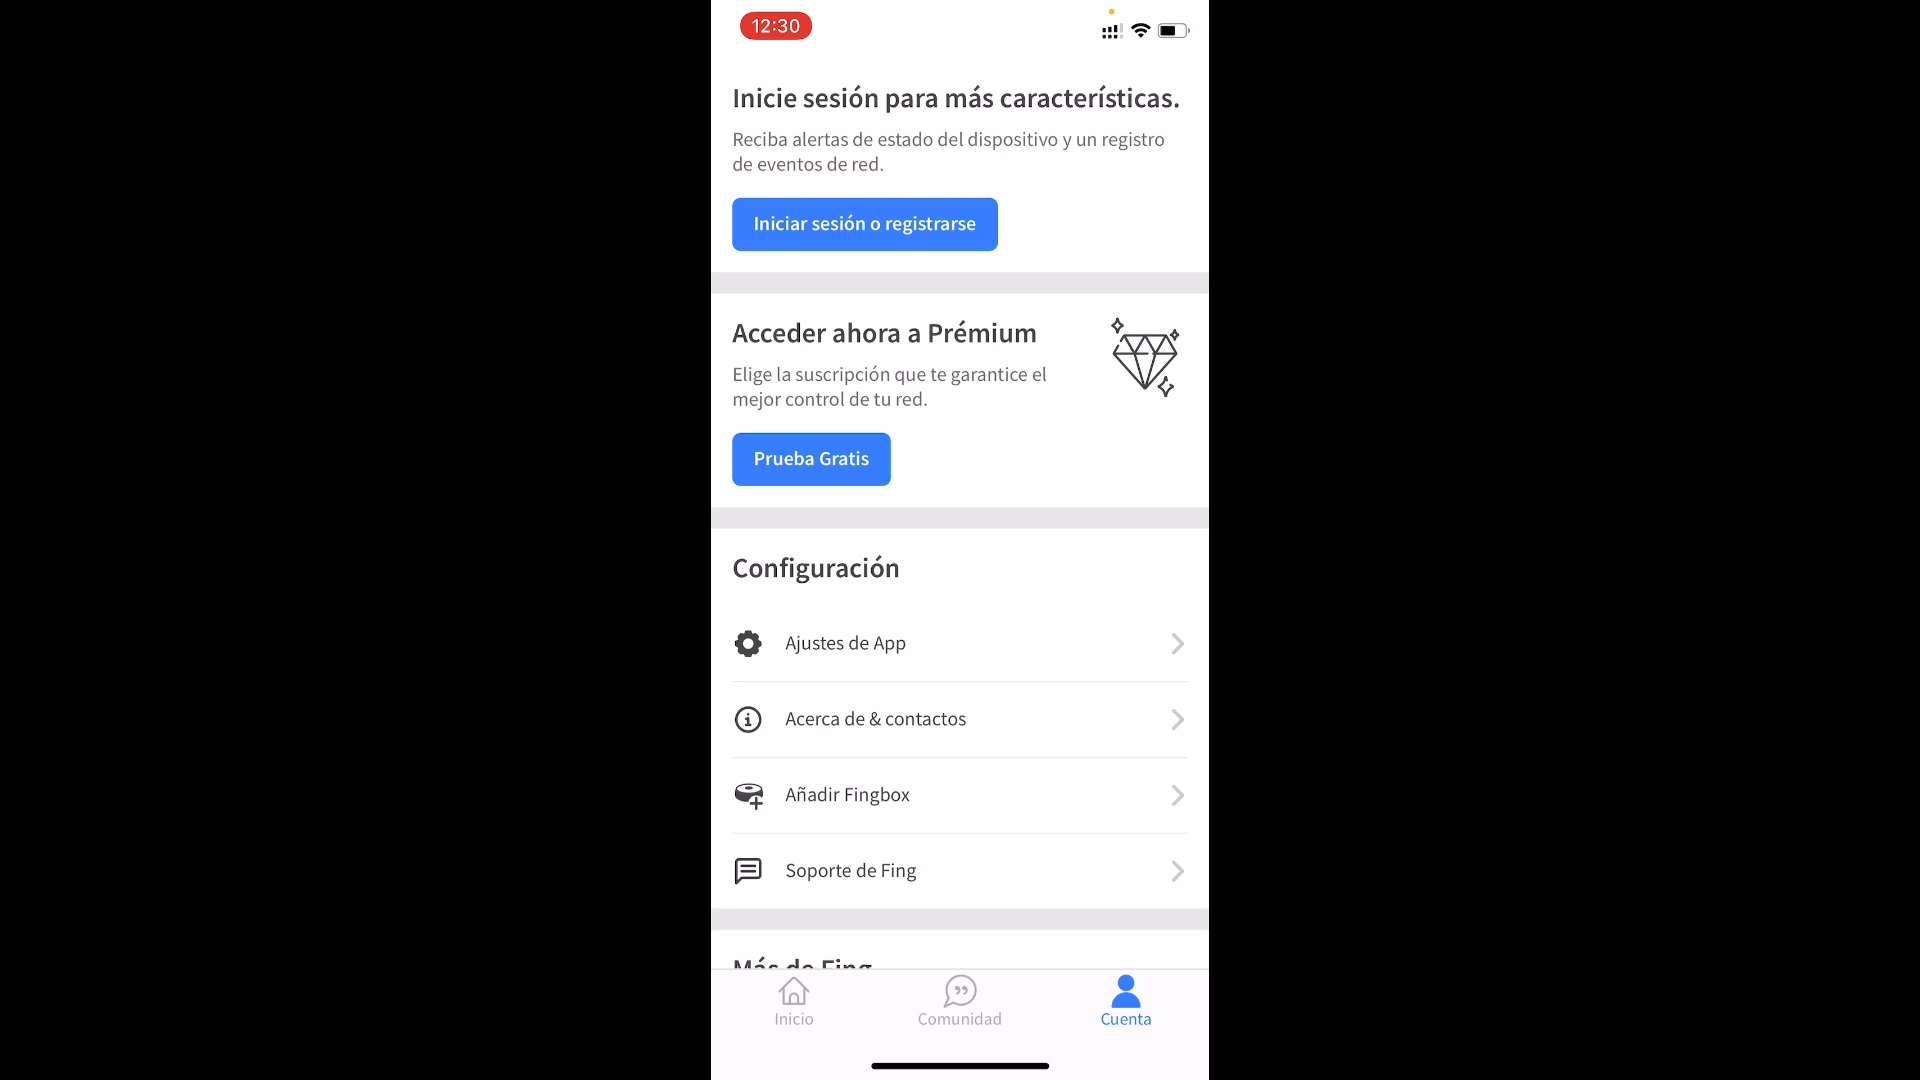 12:30
Inicie sesión para más características.
Reciba alertas de estado del dispositivo y un registro
de eventos de red.
Iniciar sesión o registrarse
Acceder ahora a Prémium
Elige la suscripción que te garantice el
mejor control de tu red.
Prueba Gratis
Configuración
Ajustes de App
Acerca de & contactos
Añadir Fingbox
Soporte de Fing
Más de Fing
Inicio
Comunidad
Cuenta